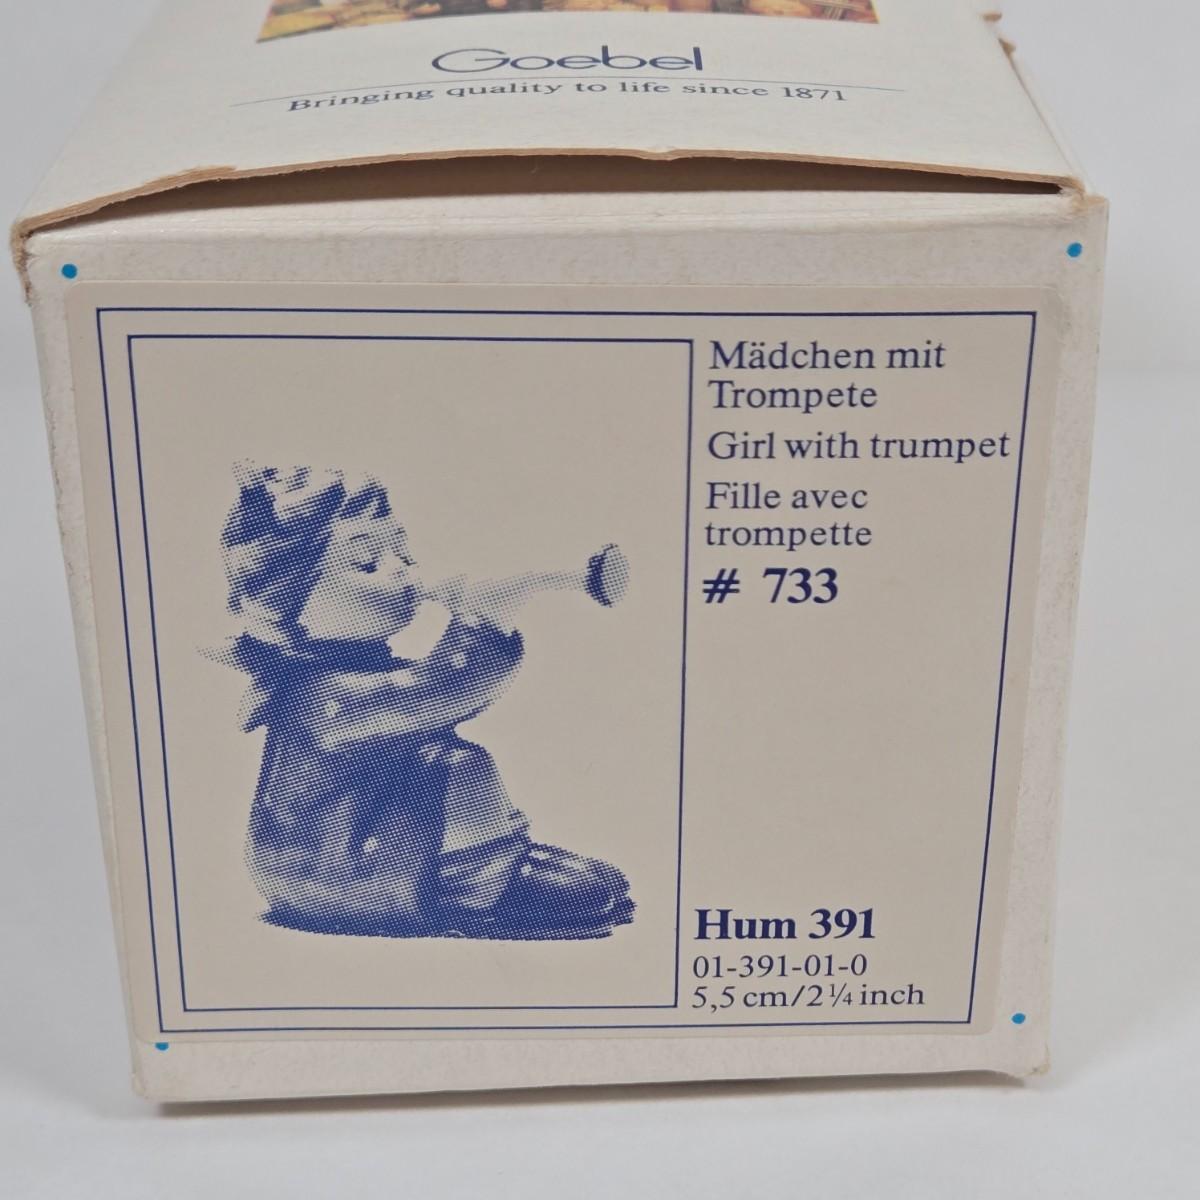 Goebel
Bringing quality to life since 1871
Mädchen mit
Trompete
Girl with trumpet
Fille avec
trompette
# 733
Hum 391
01-391-01-0
5,5 cm/2 ¼ inch